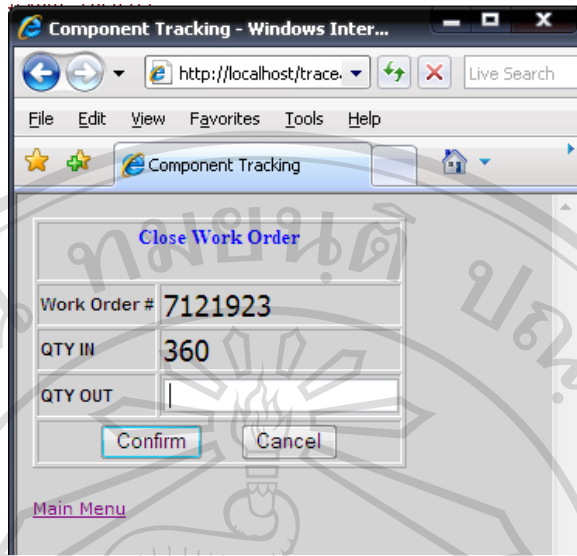 Component Tracking - Windows Inter...
http://localhost/trace.
Live Search
File Edit View Favorites Tools Help
Component Tracking
Close Work Order
Work Order # 7121923
QTY IN 360
QTY OUT
Confirm Cancel
Main Menu